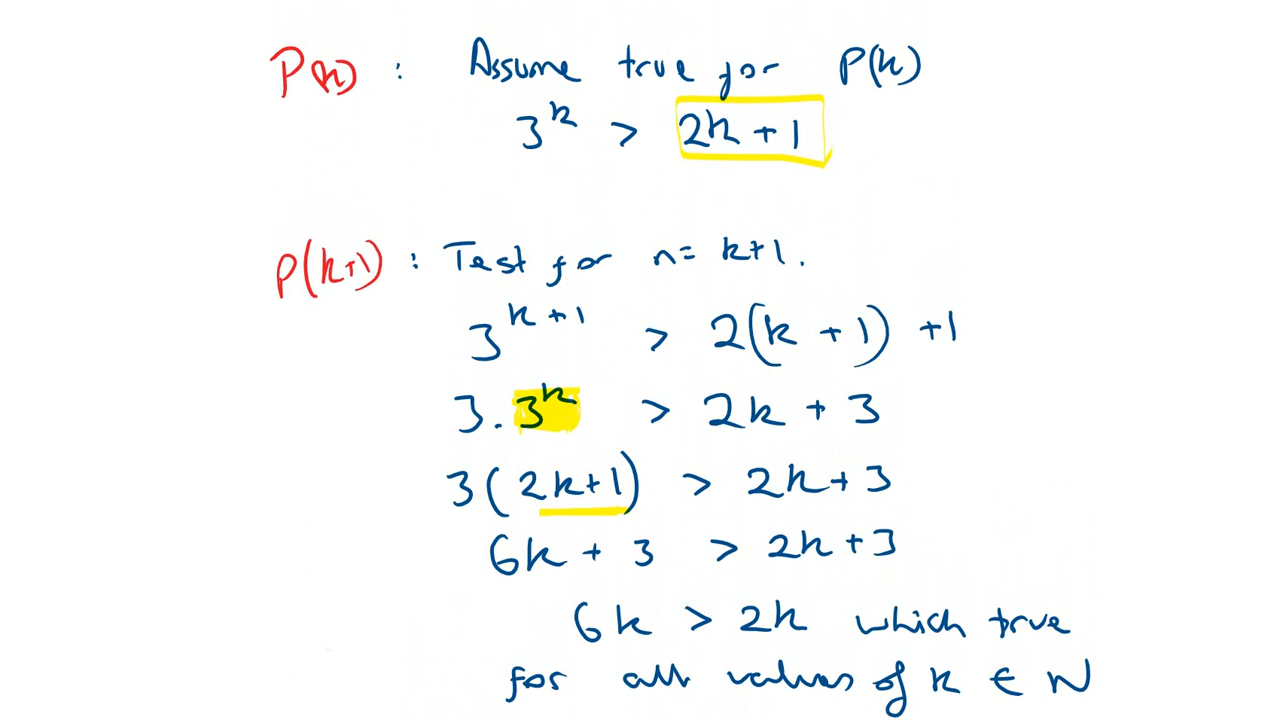 P(k) : Assume true for P(k)
3^k > 2k + 1
P(k+1) : Test for n = k+1.
3^(k+1) > 2(k + 1) +1
3 . 3^k > 2k + 3
3(2k+1) > 2k+3
6k + 3 > 2k+3
6k > 2k which true
for all values of k ∈ N